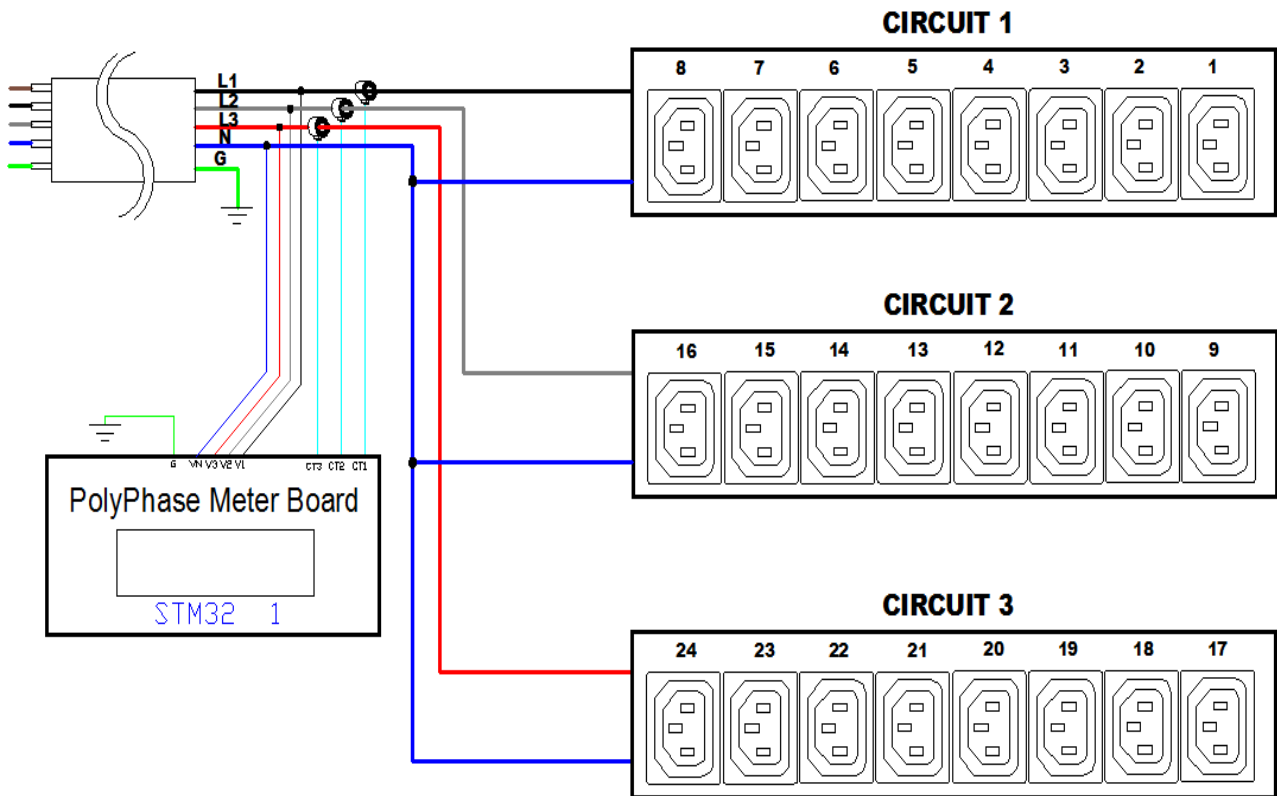 CIRCUIT 1
8 7 6 5 4 3 2 1
L1
L2
L3
N
G
CIRCUIT 2
16 15 14 13 12 11 10 9
G VN V3 V2 V1 CT3 CT2 CT1
PolyPhase Meter Board
STM32 1
CIRCUIT 3
24 23 22 21 20 19 18 17